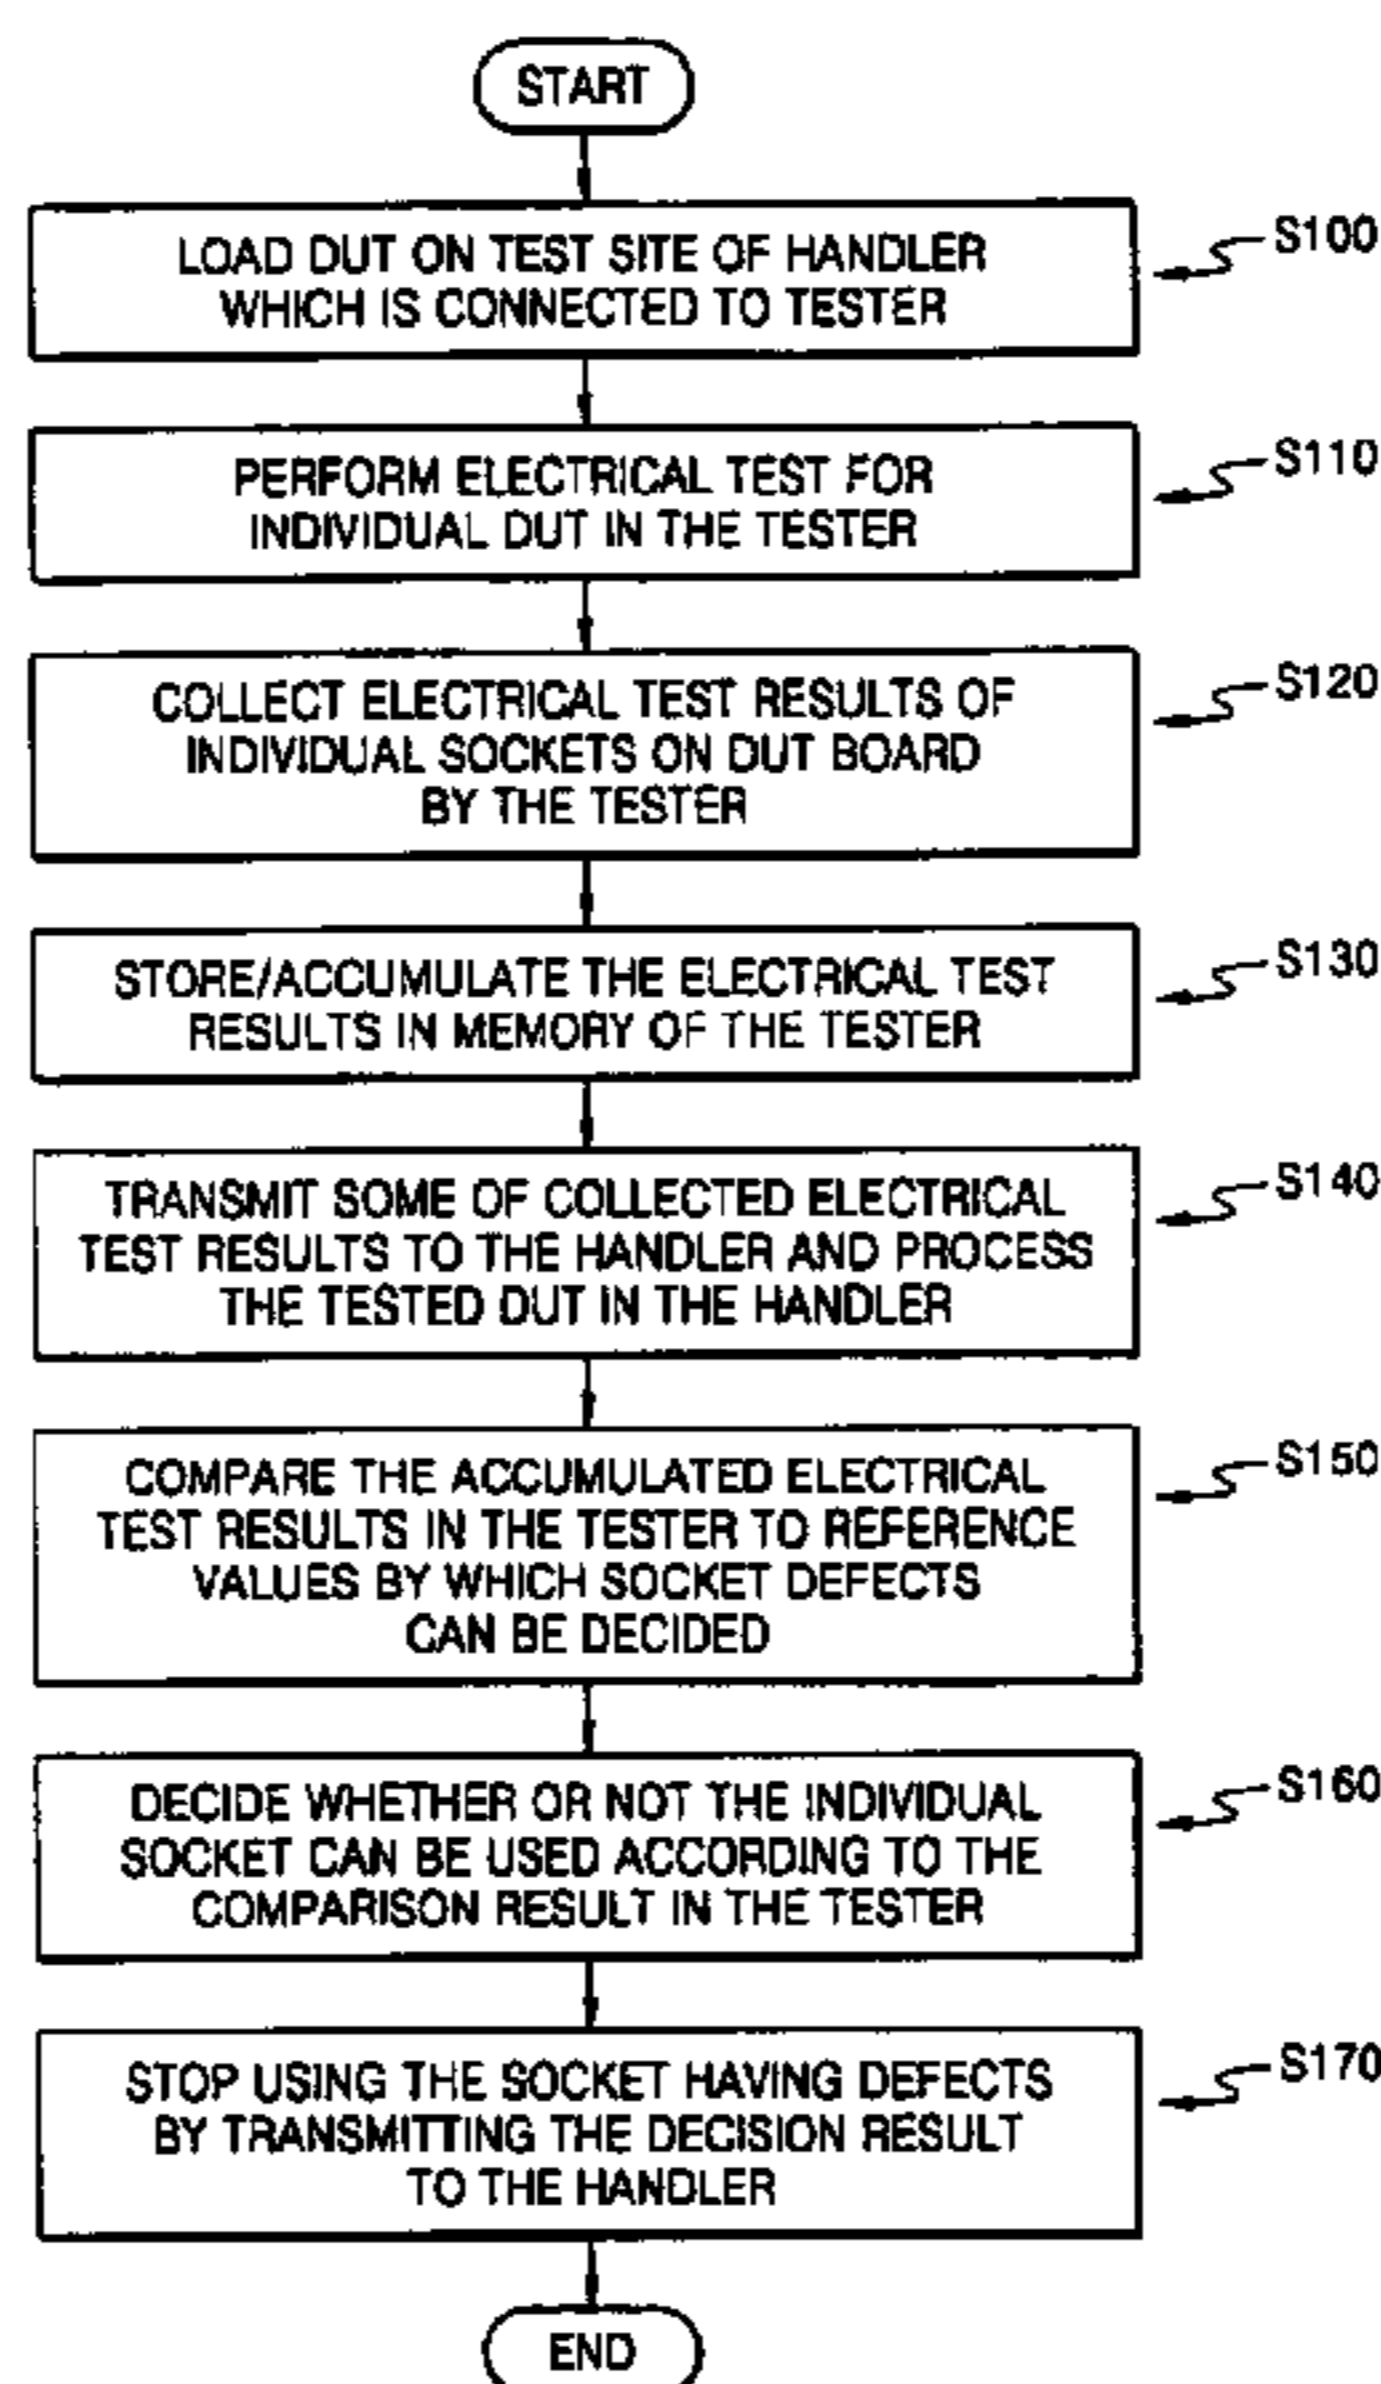 START
LOAD DUT ON TEST SITE OF HANDLER
WHICH IS CONNECTED TO TESTER
S100
PERFORM ELECTRICAL TEST FOR
INDIVIDUAL DUT IN THE TESTER
S110
COLLECT ELECTRICAL TEST RESULTS OF
INDIVIDUAL SOCKETS ON DUT BOARD
BY THE TESTER
S120
STORE/ACCUMULATE THE ELECTRICAL TEST
RESULTS IN MEMORY OF THE TESTER
S130
TRANSMIT SOME OF COLLECTED ELECTRICAL
TEST RESULTS TO THE HANDLER AND PROCESS
THE TESTED DUT IN THE HANDLER
S140
COMPARE THE ACCUMULATED ELECTRICAL
TEST RESULTS IN THE TESTER TO REFERENCE
VALUES BY WHICH SOCKET DEFECTS
CAN BE DECIDED
S150
DECIDE WHETHER OR NOT THE INDIVIDUAL
SOCKET CAN BE USED ACCORDING TO THE
COMPARISON RESULT IN THE TESTER
S160
STOP USING THE SOCKET HAVING DEFECTS
BY TRANSMITTING THE DECISION RESULT
TO THE HANDLER
S170
END